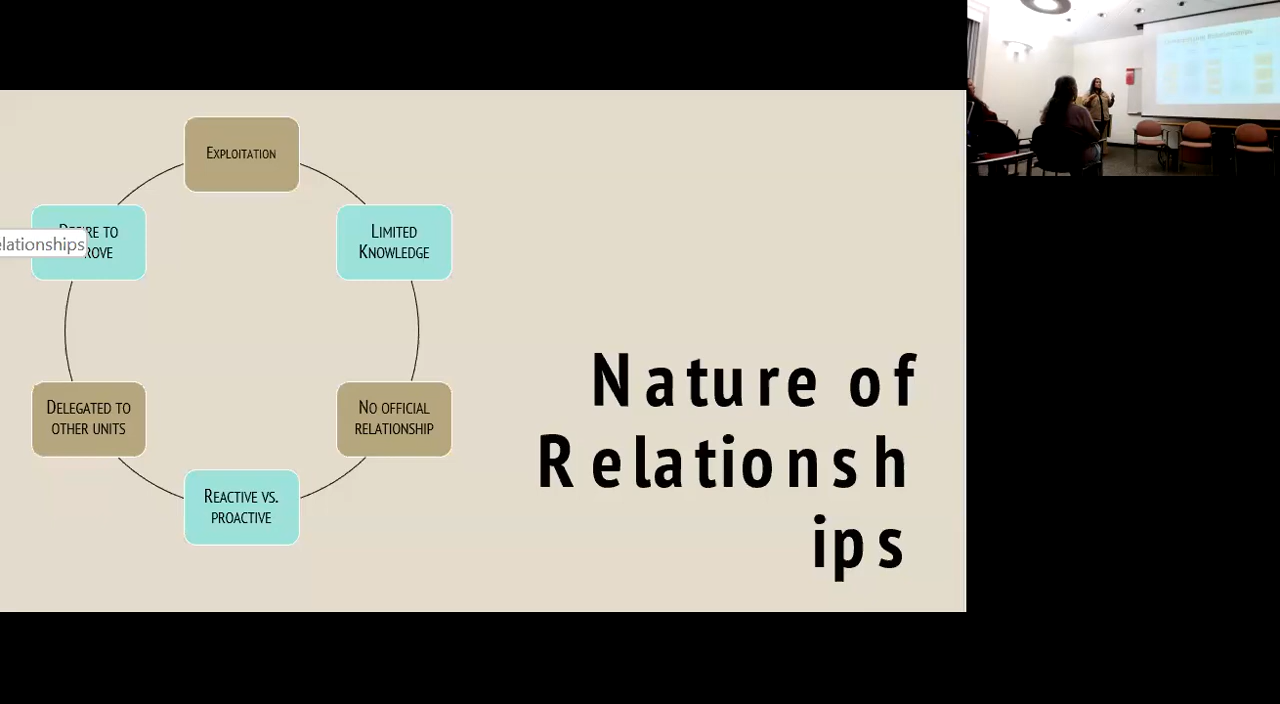 Exploitation
Limited
Knowledge
No official
relationship
Reactive vs.
proactive
Delegated to
other units
elationships
Nature of
Relationsh
ips